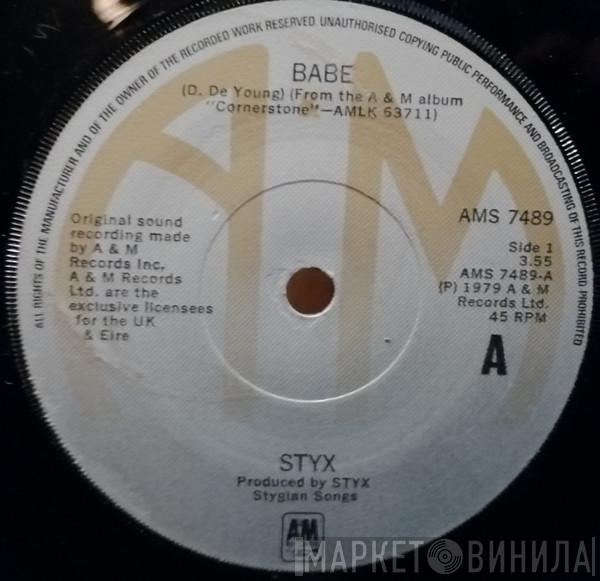 ALL RIGHTS OF THE MANUFACTURER AND OF THE OWNER OF THE RECORDED WORK RESERVED. UNAUTHORISED COPYING PUBLIC PERFORMANCE AND BROADCASTING OF THIS RECORD PROHIBITED
BABE
(D. De Young) (From the A & M album
"Cornerstone"—AMLK 63711)
Original sound
recording made
by A & M
Records Inc.
A & M Records
Ltd. are the
exclusive licensees
for the UK
& Eire
AMS 7489
Side 1
3.55
AMS 7489-A
(P) 1979 A & M
Records Ltd.
45 RPM
A
STYX
Produced by STYX
Stygian Songs
AM
МАРКЕТ ВИНИЛА